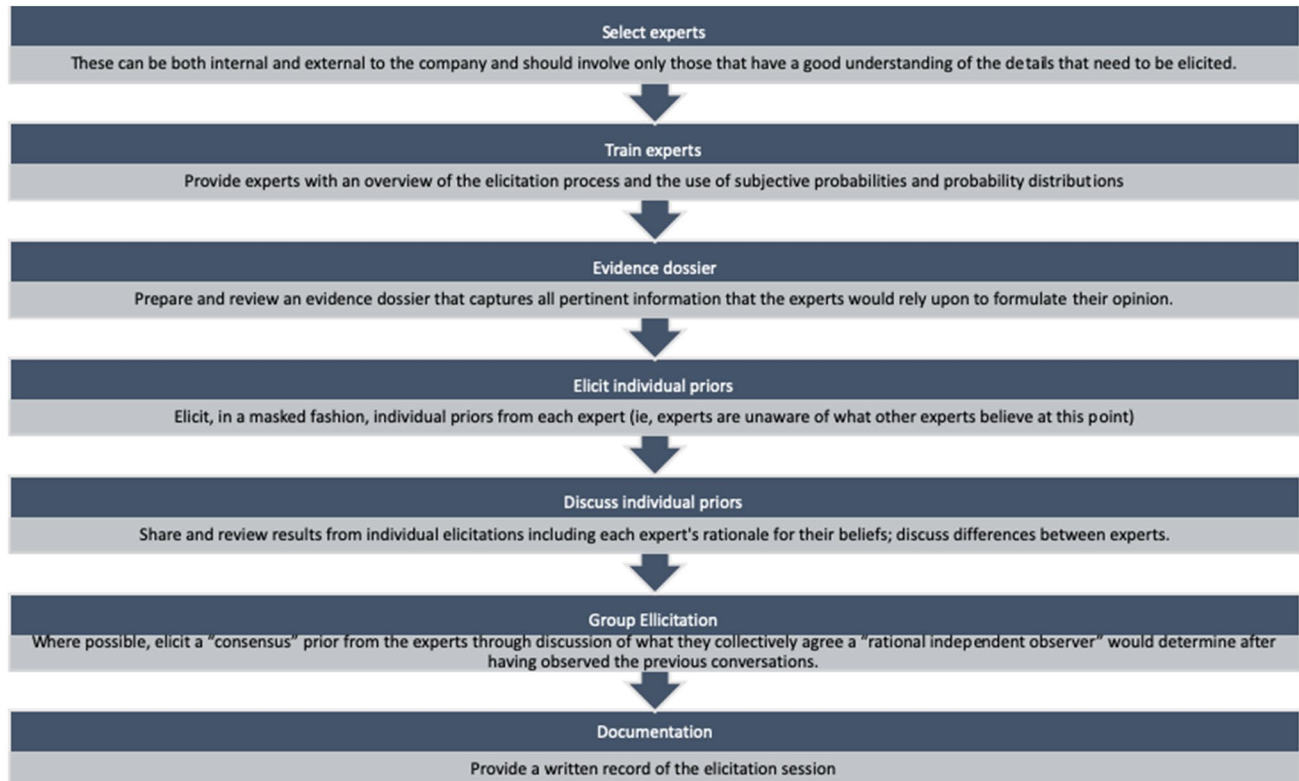 Select experts
These can be both internal and external to the company and should involve only those that have a good understanding of the details that need to be elicited.
Train experts
Provide experts with an overview of the elicitation process and the use of subjective probabilities and probability distributions
Evidence dossier
Prepare and review an evidence dossier that captures all pertinent information that the experts would rely upon to formulate their opinion.
Elicit individual priors
Elicit, in a masked fashion, individual priors from each expert (ie, experts are unaware of what other experts believe at this point)
Discuss individual priors
Share and review results from individual elicitations including each expert's rationale for their beliefs; discuss differences between experts.
Group Ellicitation
Where possible, elicit a “consensus” prior from the experts through discussion of what they collectively agree a “rational independent observer” would determine after
having observed the previous conversations.
Documentation
Provide a written record of the elicitation session